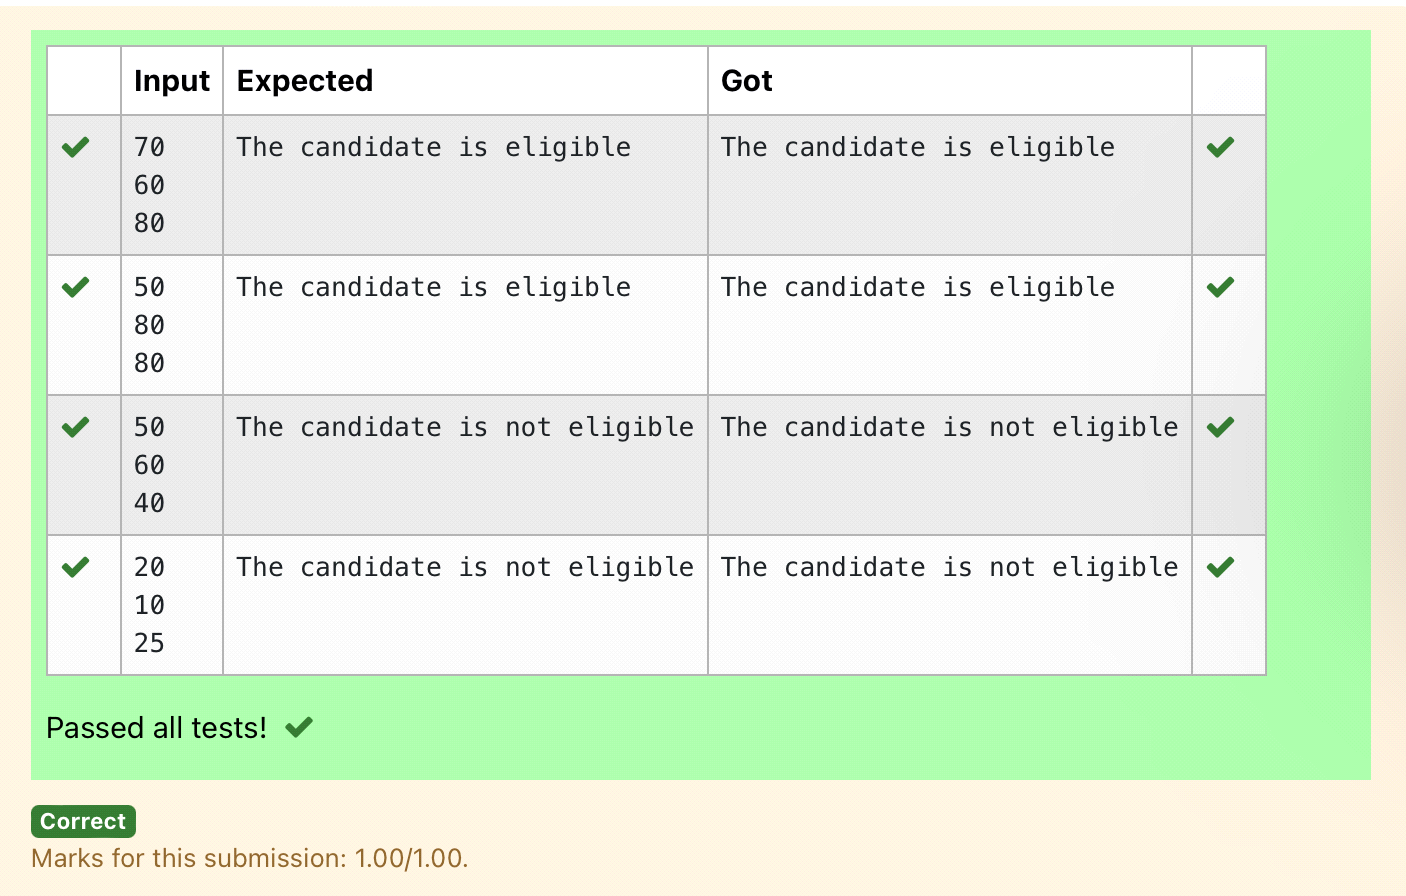 Input Expected Got
70 The candidate is eligible The candidate is eligible
60
80
50 The candidate is eligible The candidate is eligible
80
80
50 The candidate is not eligible The candidate is not eligible
60
40
20 The candidate is not eligible The candidate is not eligible
10
25
Passed all tests!
Correct
Marks for this submission: 1.00/1.00.